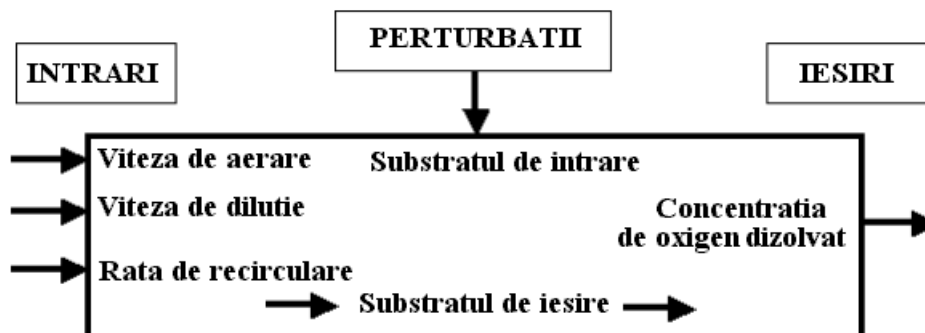 PERTURBATII
INTRARI
IESIRI
Viteza de aerare
Substratul de intrare
Viteza de dilutie
Concentratia
de oxigen dizolvat
Rata de recirculare
Substratul de iesire